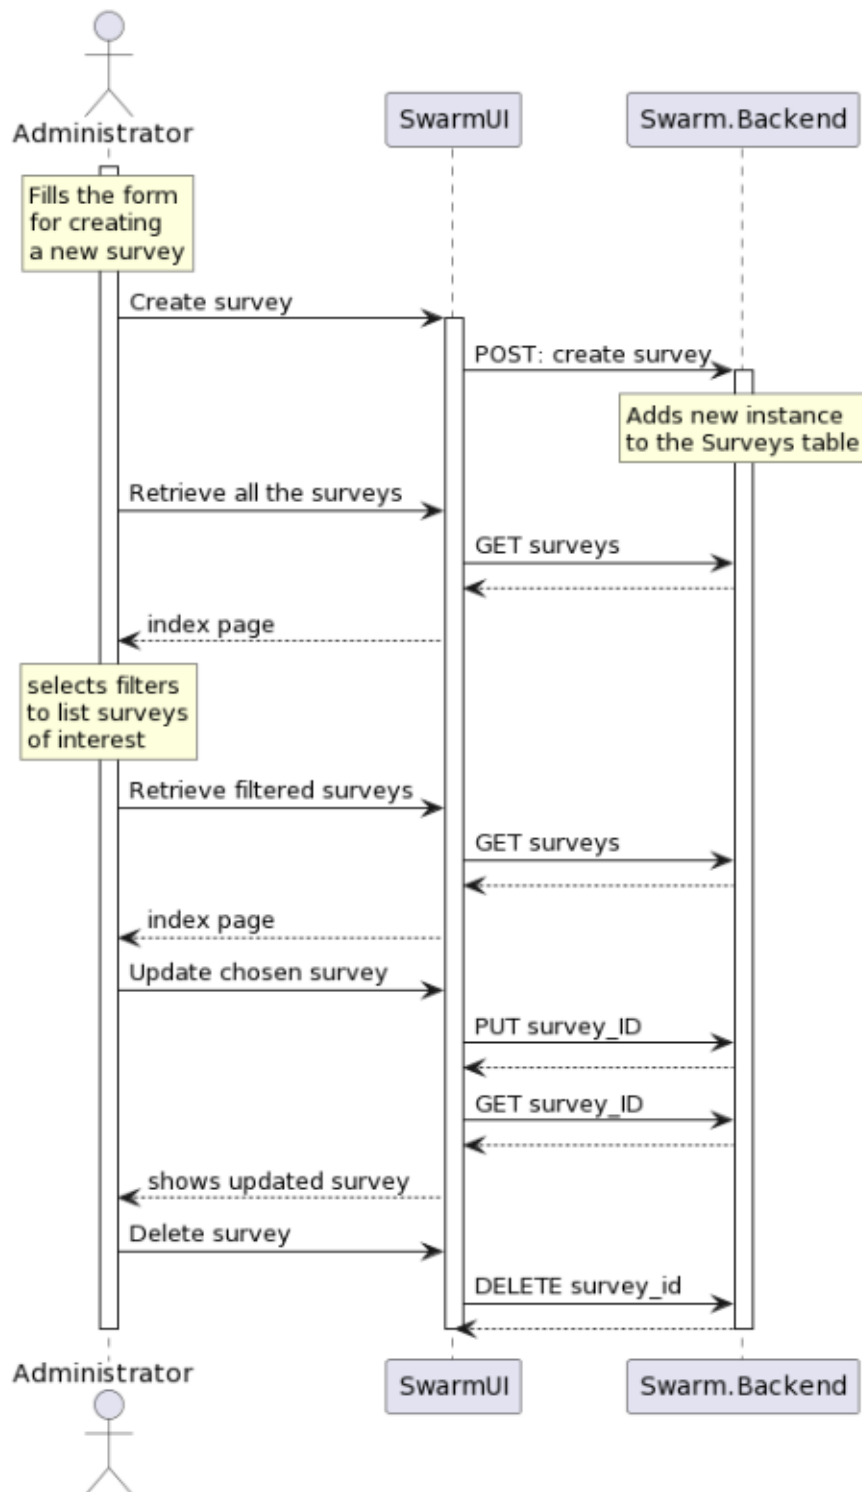 Administrator
SwarmUI
Swarm.Backend
Fills the form
for creating
a new survey
Create survey
POST: create survey
Adds new instance
to the Surveys table
Retrieve all the surveys
GET surveys
index page
selects filters
to list surveys
of interest
Retrieve filtered surveys
GET surveys
index page
Update chosen survey
PUT survey_ID
GET survey_ID
shows updated survey
Delete survey
DELETE survey_id
Administrator
SwarmUI
Swarm.Backend